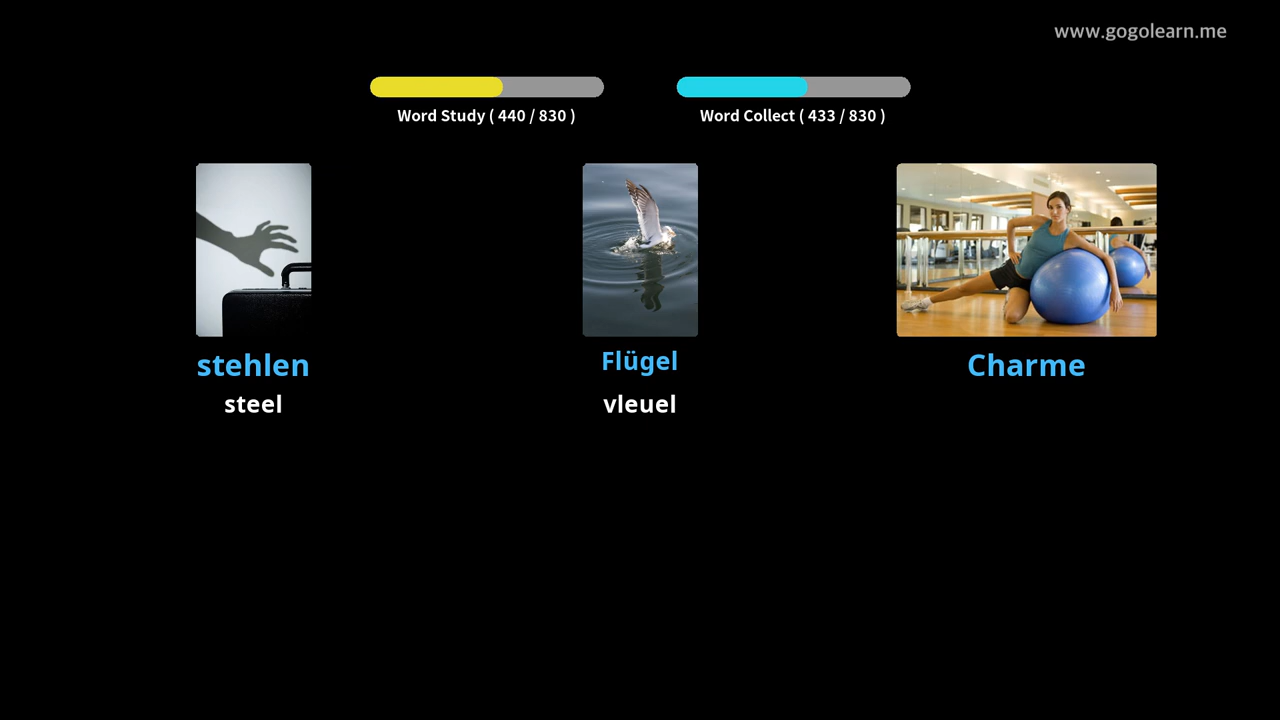 www.gogolearn.me
Word Study ( 440 / 830 )
Word Collect ( 433 / 830 )
stehlen
steel
Flügel
vleuel
Charme